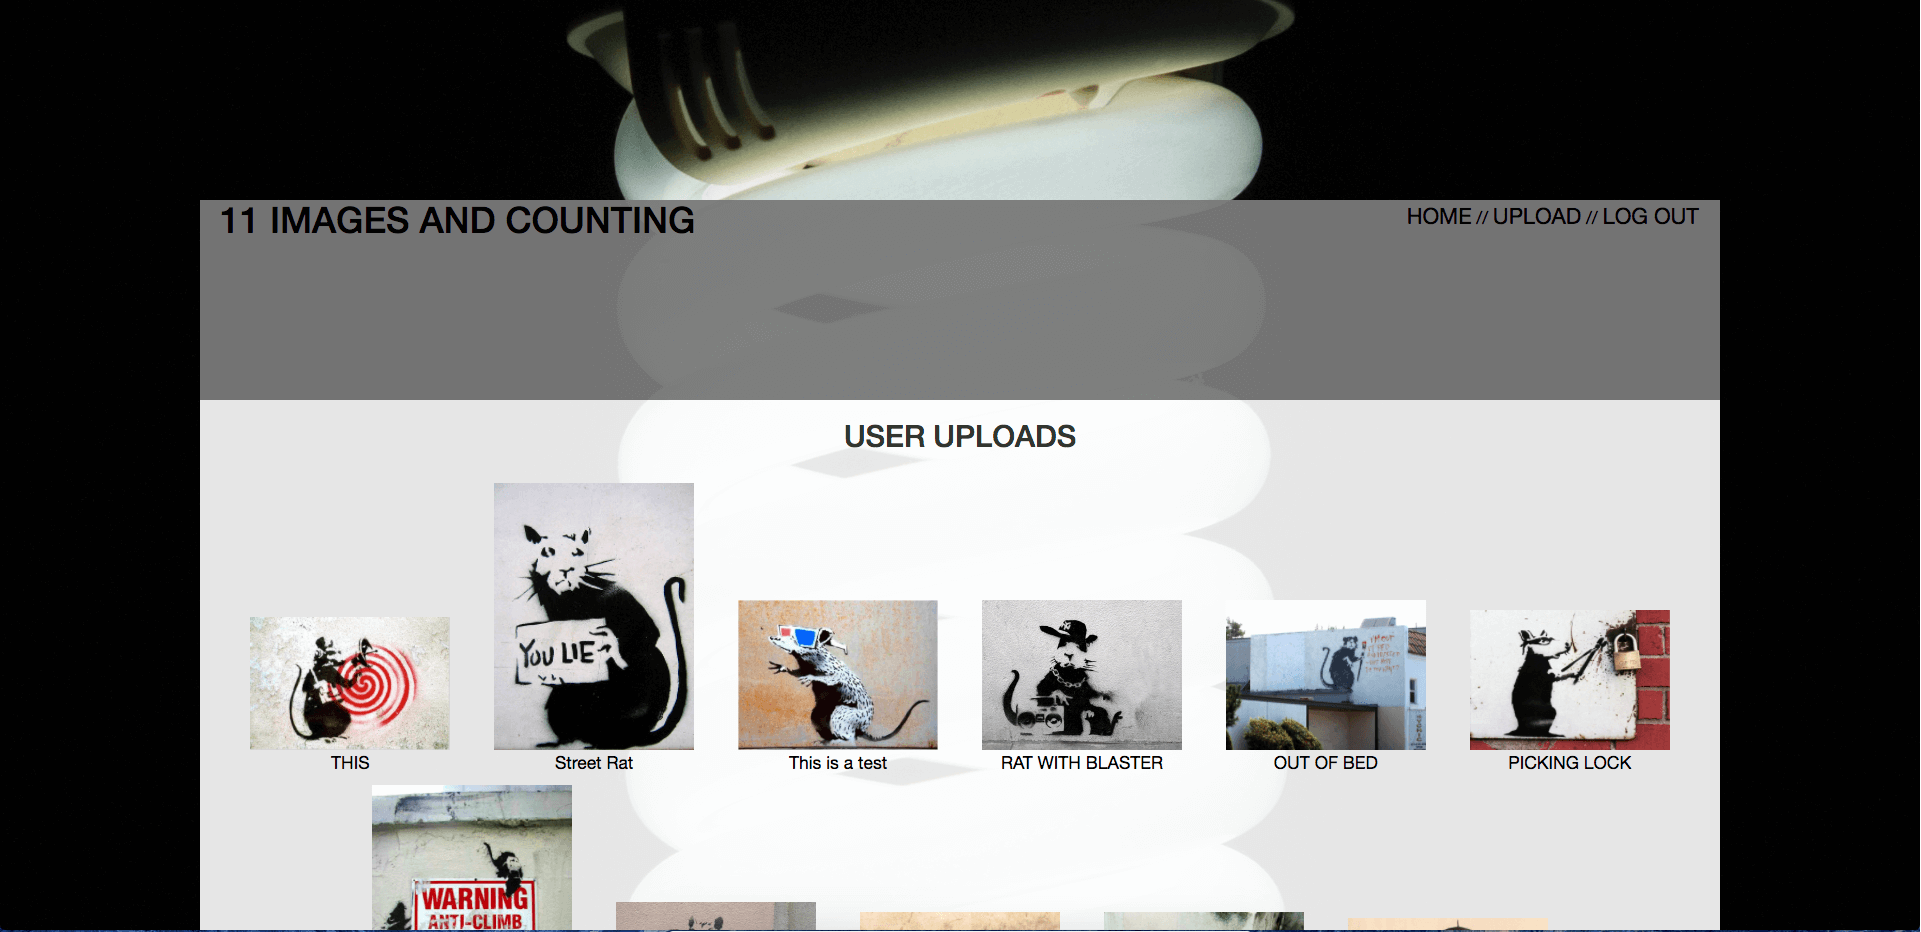 11 IMAGES AND COUNTING
HOME // UPLOAD // LOG OUT
USER UPLOADS
YOU LIE
THIS
Street Rat
This is a test
RAT WITH BLASTER
OUT OF BED
PICKING LOCK
WARNING
ANTI-CLIMB